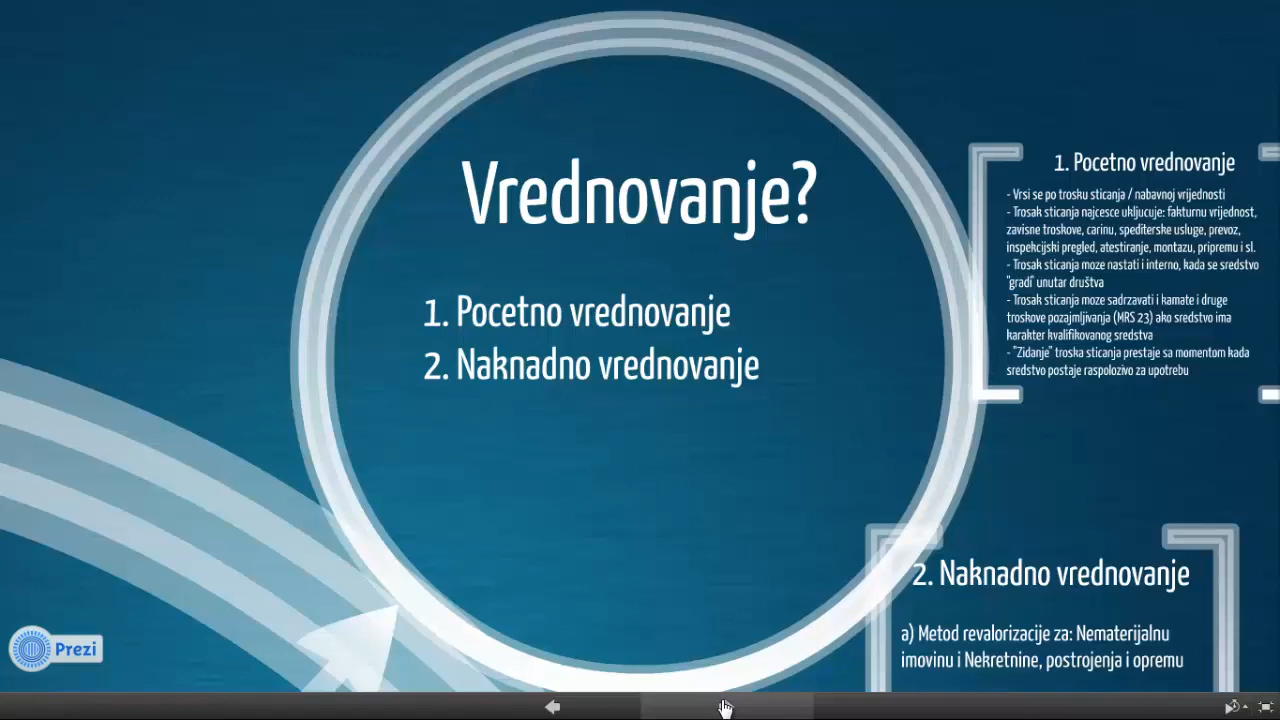 Vrednovanje?
1. Pocetno vrednovanje
2. Naknadno vrednovanje
1. Pocetno vrednovanje
- Vrsi se po trosku sticanja / nabavnoj vrijednosti
- Trosak sticanja najcesce ukljucuje: fakturnu vrijednost,
zavisne troskove, carinu, spediterske usluge, prevoz,
inspekcijski pregled, atestiranje, montazu, pripremu i sl.
- Trosak sticanja moze nastati i interno, kada se sredstvo
"gradi" unutar društva
- Trosak sticanja moze sadrzavati i kamate i druge
troskove pozajmljivanja (MRS 23) ako sredstvo ima
karakter kvalifikovanog sredstva
- "Zidanje" troska sticanja prestaje sa momentom kada
sredstvo postaje raspolozivo za upotrebu
2. Naknadno vrednovanje
a) Metod revalorizacije za: Nematerijalnu
imovinu i Nekretnine, postrojenja i opremu
Prezi